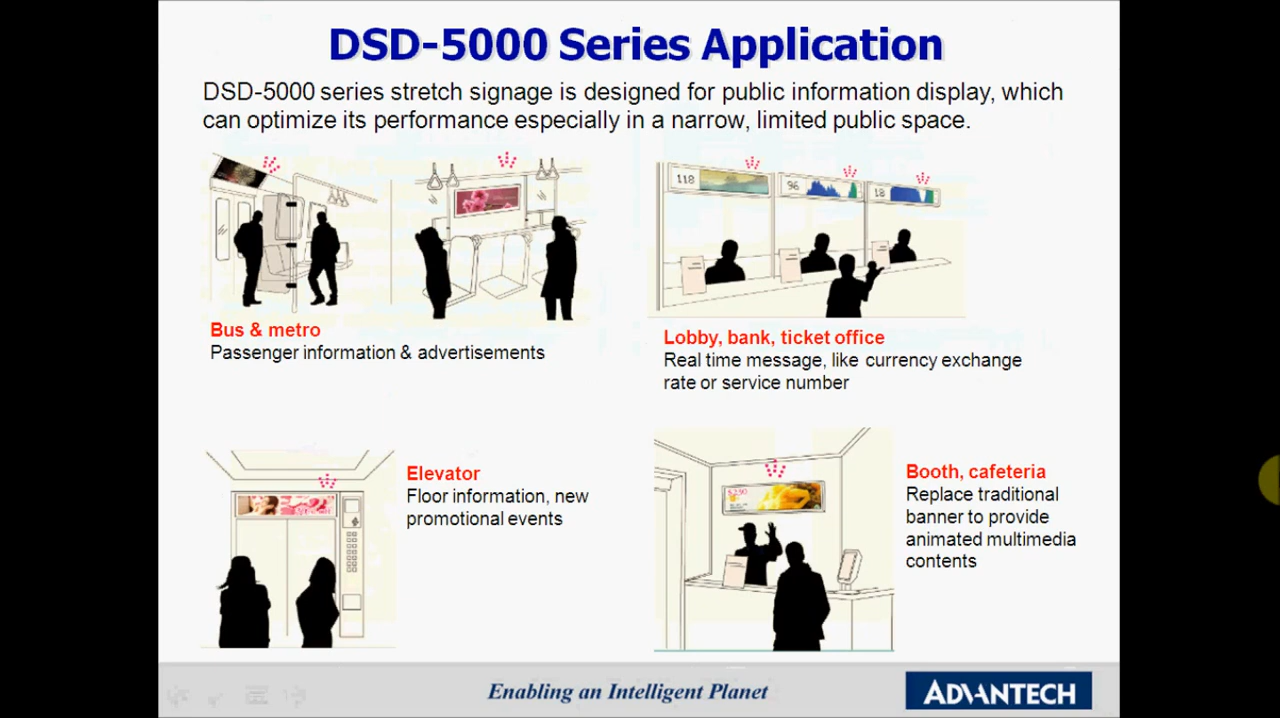 DSD-5000 Series Application
DSD-5000 series stretch signage is designed for public information display, which
can optimize its performance especially in a narrow, limited public space.
118
96
18
Bus & metro
Passenger information & advertisements
Lobby, bank, ticket office
Real time message, like currency exchange
rate or service number
Elevator
Floor information, new
promotional events
Booth, cafeteria
Replace traditional
banner to provide
animated multimedia
contents
Enabling an Intelligent Planet
ADVANTECH